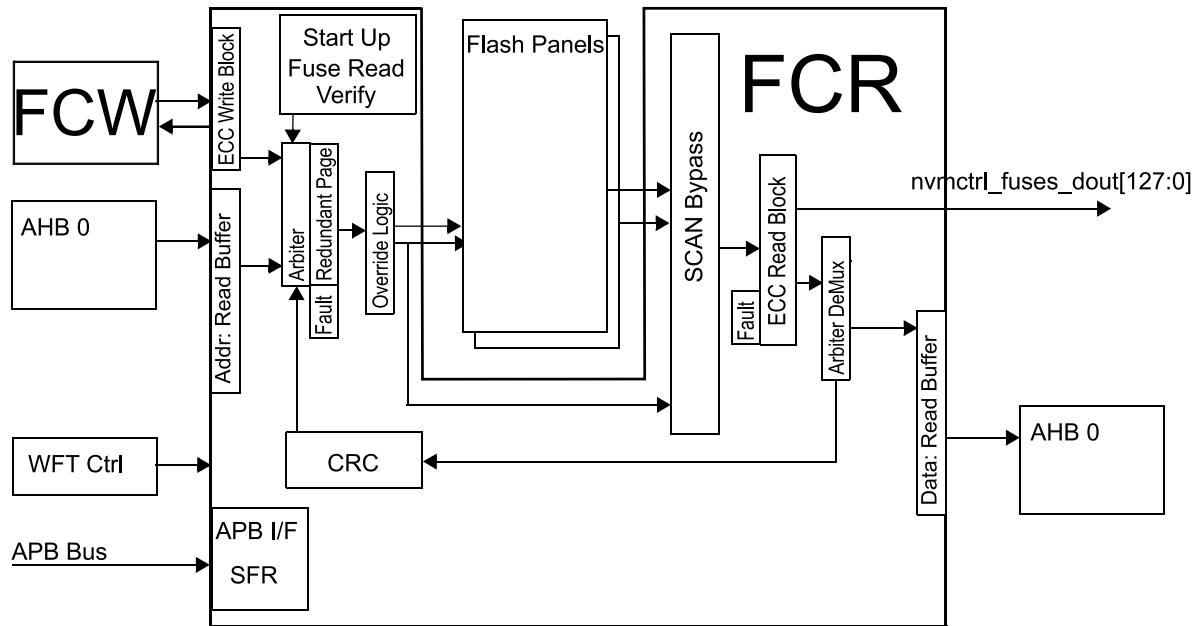 Start Up
Fuse Read
Verify
Flash Panels
FCR
FCW
ECC Write Block
SCAN Bypass
Arbiter
Redundant Page
ECC Read Block
nvmctrl_fuses_dout[127:0]
AHB 0
Addr: Read Buffer
Override Logic
Fault
Fault
Arbiter DeMux
Data: Read Buffer
AHB 0
WFT Ctrl
CRC
APB I/F
SFR
APB Bus